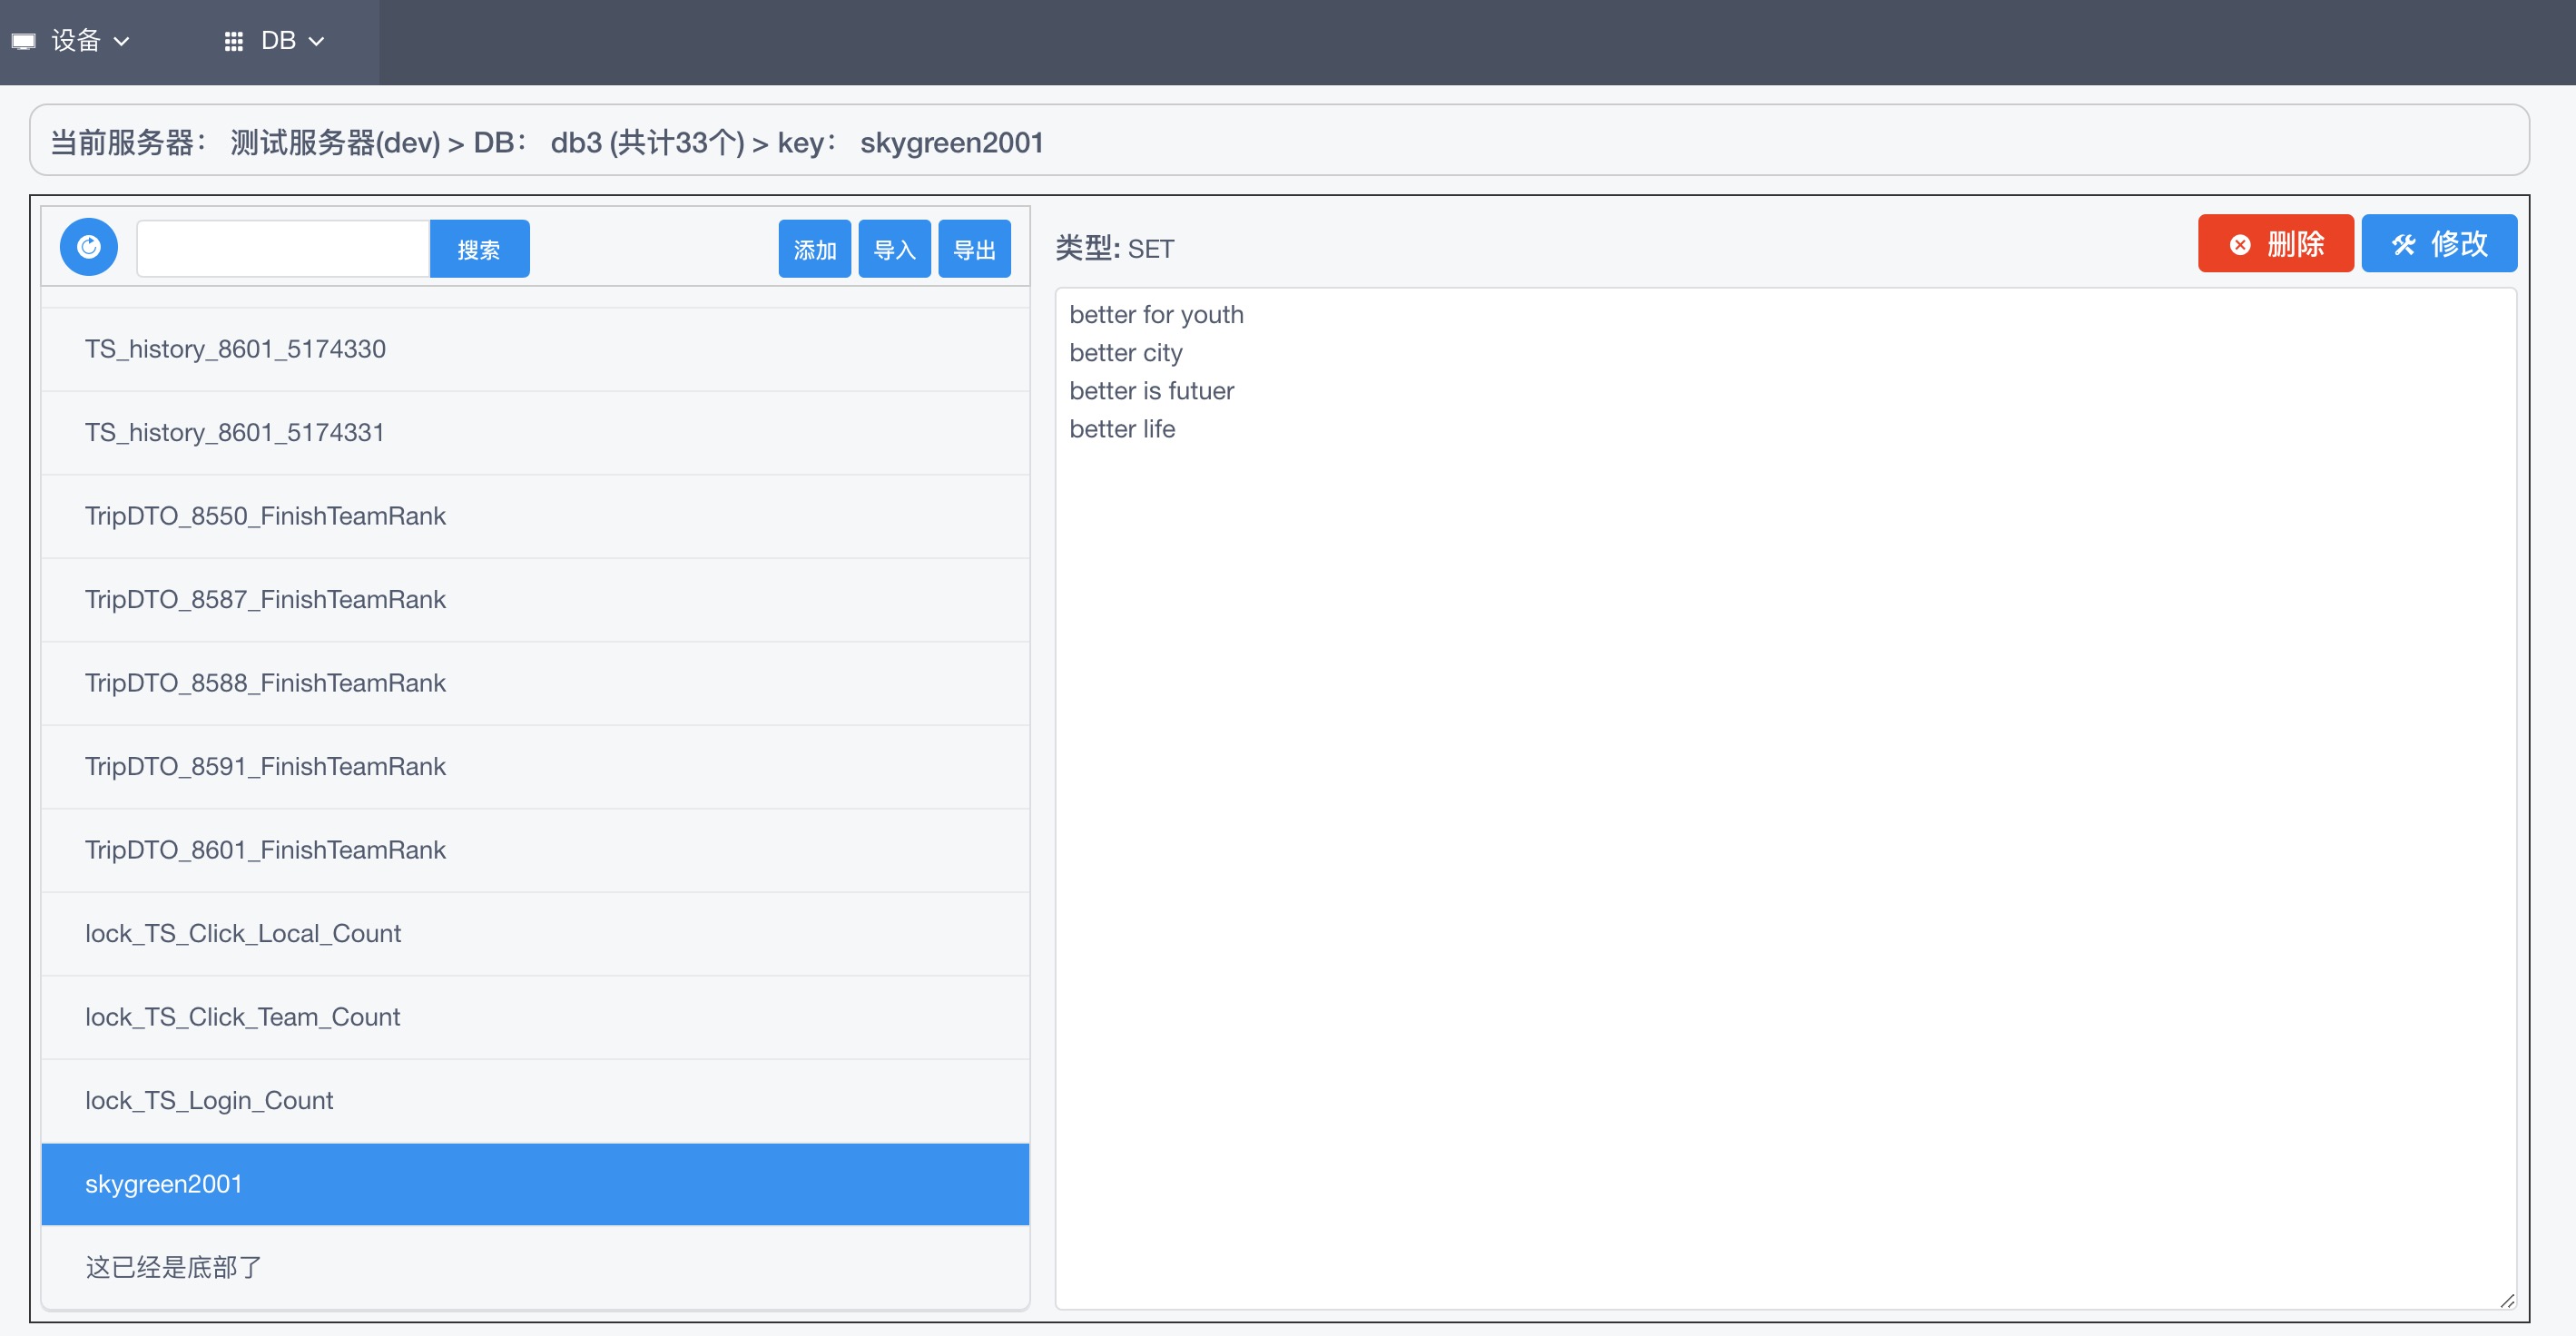 设备 DB
当前服务器： 测试服务器(dev) > DB： db3 (共计33个) > key： skygreen2001
搜索 添加 导入 导出
TS_history_8601_5174330
TS_history_8601_5174331
TripDTO_8550_FinishTeamRank
TripDTO_8587_FinishTeamRank
TripDTO_8588_FinishTeamRank
TripDTO_8591_FinishTeamRank
TripDTO_8601_FinishTeamRank
lock_TS_Click_Local_Count
lock_TS_Click_Team_Count
lock_TS_Login_Count
skygreen2001
这已经是底部了
类型: SET 删除 修改
better for youth
better city
better is futuer
better life